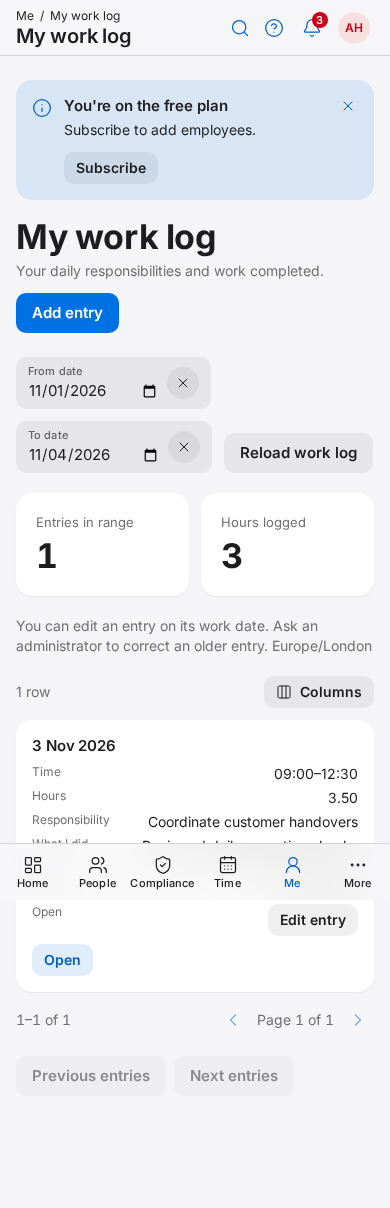 Me / My work log
My work log
3
AH
You're on the free plan
Subscribe to add employees.
Subscribe
My work log
Your daily responsibilities and work completed.
Add entry
From date
11/01/2026
To date
11/04/2026
Reload work log
Entries in range
1
Hours logged
3
You can edit an entry on its work date. Ask an
administrator to correct an older entry. Europe/London
1 row
Columns
3 Nov 2026
Time
09:00–12:30
Hours
3.50
Responsibility
Coordinate customer handovers
Home
People
Compliance
Time
Me
More
Open
Edit entry
Open
1–1 of 1
Page 1 of 1
Previous entries
Next entries